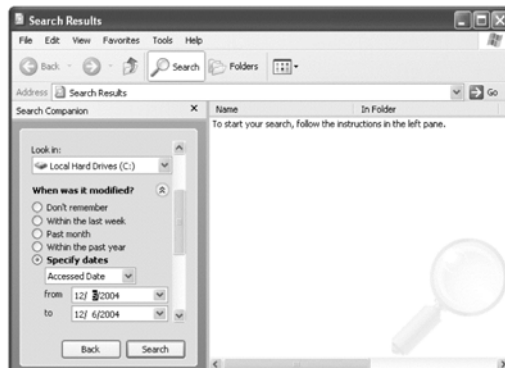 Search Results
File Edit View Favorites Tools Help
Back Search Folders
Address Search Results Go
Search Companion
Name In Folder
To start your search, follow the instructions in the left pane.
Look in:
Local Hard Drives (C:)
When was it modified?
Don't remember
Within the last week
Past month
Within the past year
Specify dates
Accessed Date
from 12/ 5/2004
to 12/ 6/2004
Back Search